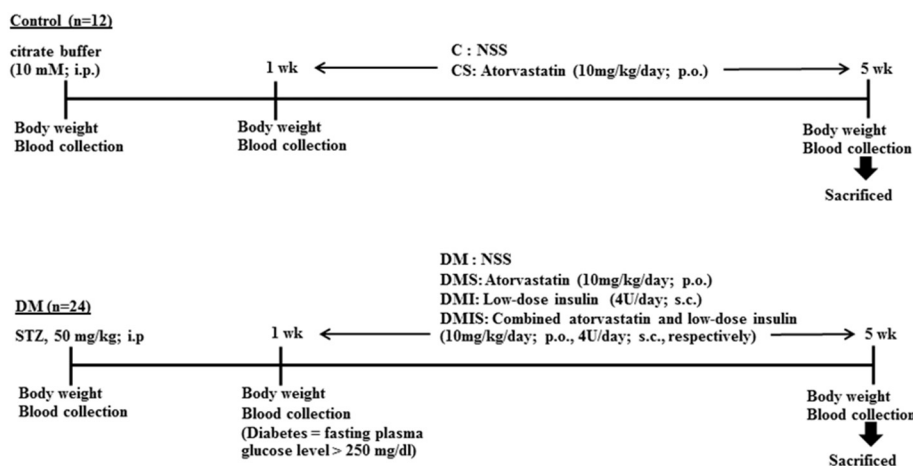 Control (n=12)
citrate buffer
(10 mM; i.p.)
1 wk
C : NSS
CS: Atorvastatin (10mg/kg/day; p.o.)
5 wk
Body weight
Blood collection
Body weight
Blood collection
Body weight
Blood collection
Sacrificed
DM (n=24)
STZ, 50 mg/kg; i.p
1 wk
DM : NSS
DMS: Atorvastatin (10mg/kg/day; p.o.)
DMI: Low-dose insulin (4U/day; s.c.)
DMIS: Combined atorvastatin and low-dose insulin
(10mg/kg/day; p.o., 4U/day; s.c., respectively)
5 wk
Body weight
Blood collection
Body weight
Blood collection
(Diabetes = fasting plasma
glucose level > 250 mg/dl)
Body weight
Blood collection
Sacrificed